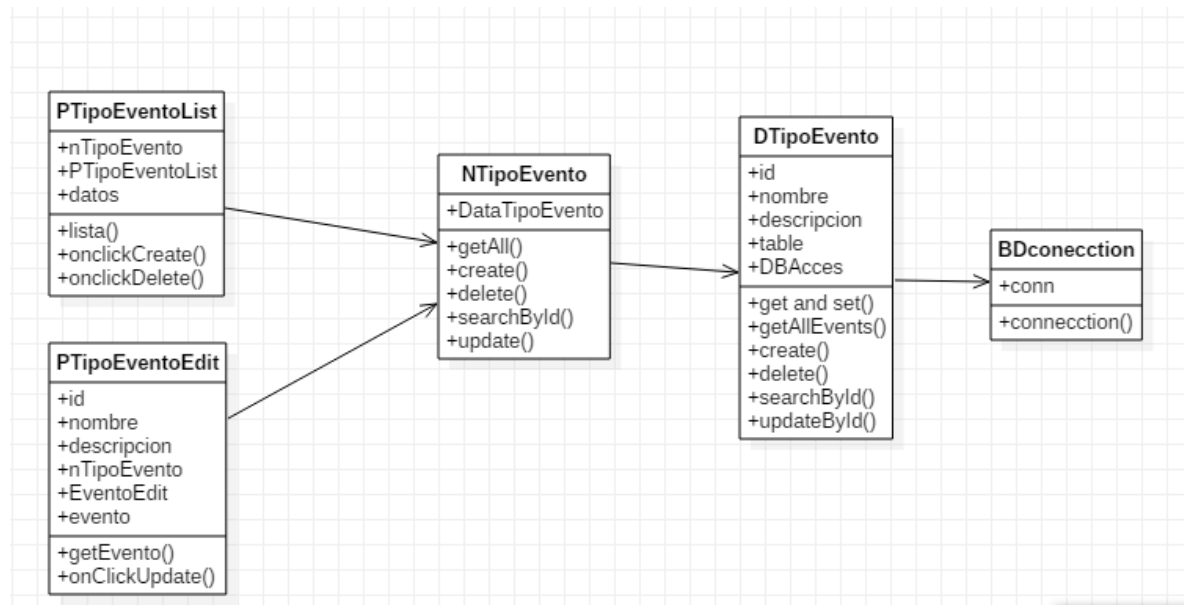 PTipoEventoList
+nTipoEvento
+PTipoEventoList
+datos
+lista()
+onclickCreate()
+onclickDelete()
PTipoEventoEdit
+id
+nombre
+descripcion
+nTipoEvento
+EventoEdit
+evento
+getEvento()
+onClickUpdate()
NTipoEvento
+DataTipoEvento
+getAll()
+create()
+delete()
+searchById()
+update()
DTipoEvento
+id
+nombre
+descripcion
+table
+DBAcces
+get and set()
+getAllEvents()
+create()
+delete()
+searchById()
+updateById()
BDconecction
+conn
+connecction()